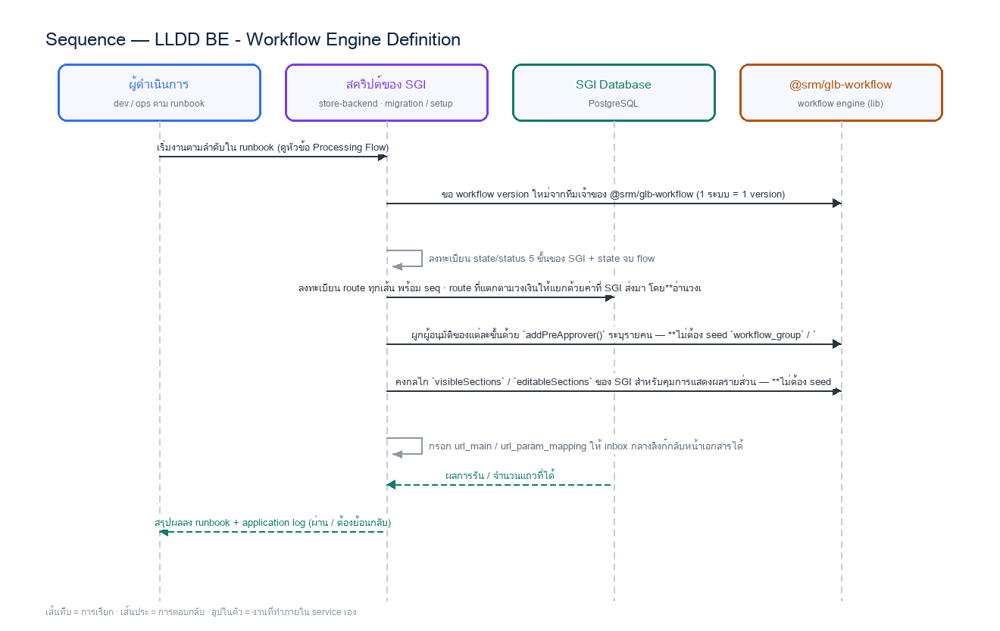 Sequence — LLDD BE - Workflow Engine Definition
ผู้ดำเนินการ
dev / ops ตาม runbook
สคริปต์ของ SGI
store-backend · migration / setup
SGI Database
PostgreSQL
@srm/glb-workflow
workflow engine (lib)
เริ่มงานตามลำดับใน runbook (ดูหัวข้อ Processing Flow)
ขอ workflow version ใหม่จากทีมเจ้าของ @srm/glb-workflow (1 ระบบ = 1 version)
ลงทะเบียน state/status 5 ขั้นของ SGI + state จบ flow
ลงทะเบียน route ทุกเส้น พร้อม seq · route ที่แตกตามวงเงินให้แยกด้วยค่าที่ SGI ส่งมา โดย**อ่านวงเ
ผูกผู้อนุมัติของแต่ละขั้นด้วย `addPreApprover()` ระบุรายคน — **ไม่ต้อง seed `workflow_group` / `
คงกลไก `visibleSections` / `editableSections` ของ SGI สำหรับคุมการแสดงผลรายส่วน — **ไม่ต้อง seed
กรอก url_main / url_param_mapping ให้ inbox กลางลิงก์กลับหน้าเอกสารได้
ผลการรัน / จำนวนแถวที่ได้
สรุปผลลง runbook + application log (ผ่าน / ต้องย้อนกลับ)
เส้นทึบ = การเรียก · เส้นประ = การตอบกลับ · ลูปในตัว = งานที่ทำภายใน service เอง